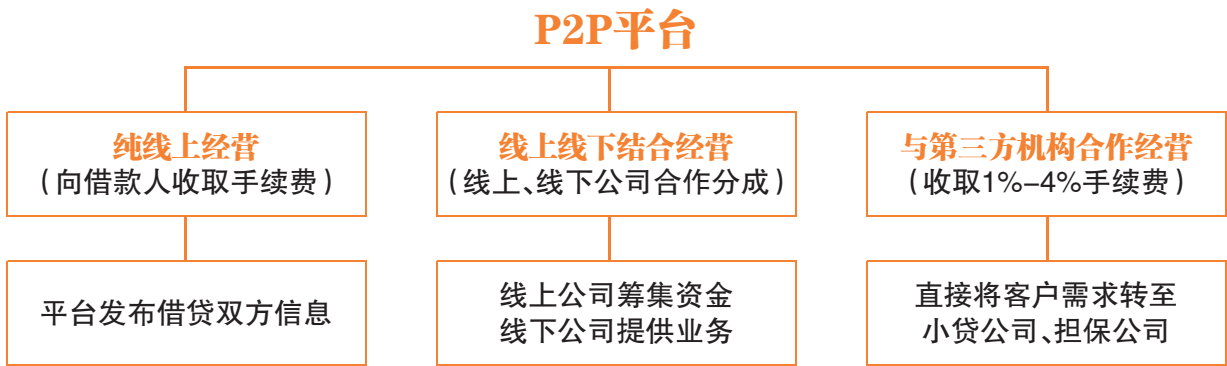 P2P平台
纯线上经营
（向借款人收取手续费）
平台发布借贷双方信息
线上线下结合经营
（线上、线下公司合作分成）
线上公司筹集资金
线下公司提供业务
与第三方机构合作经营
（收取1%–4%手续费）
直接将客户需求转至
小贷公司、担保公司